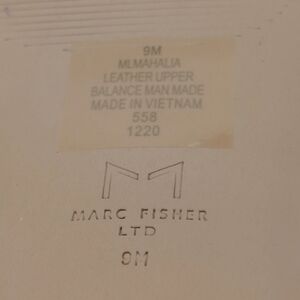 9M
MLMAHALIA
LEATHER UPPER
BALANCE MAN MADE
MADE IN VIETNAM
558
1220
MARC FISHER
LTD
9M